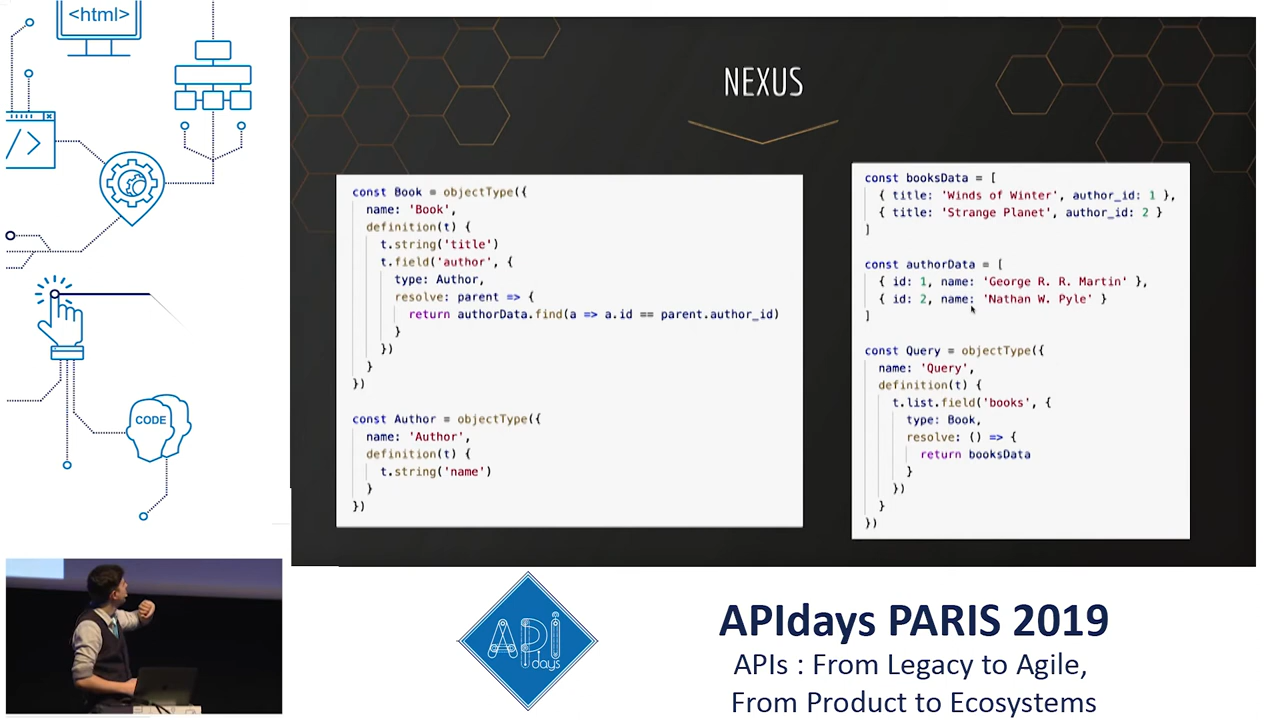 <html>
</>
CODE
NEXUS
const Book = objectType({
name: 'Book',
definition(t) {
t.string('title')
t.field('author', {
type: Author,
resolve: parent => {
return authorData.find(a => a.id == parent.author_id)
}
})
}
})
const Author = objectType({
name: 'Author',
definition(t) {
t.string('name')
}
})
const booksData = [
{ title: 'Winds of Winter', author_id: 1 },
{ title: 'Strange Planet', author_id: 2 }
]
const authorData = [
{ id: 1, name: 'George R. R. Martin' },
{ id: 2, name: 'Nathan W. Pyle' }
]
const Query = objectType({
name: 'Query',
definition(t) {
t.list.field('books', {
type: Book,
resolve: () => {
return booksData
}
})
}
})
API
days
APIdays PARIS 2019
APIs : From Legacy to Agile,
From Product to Ecosystems